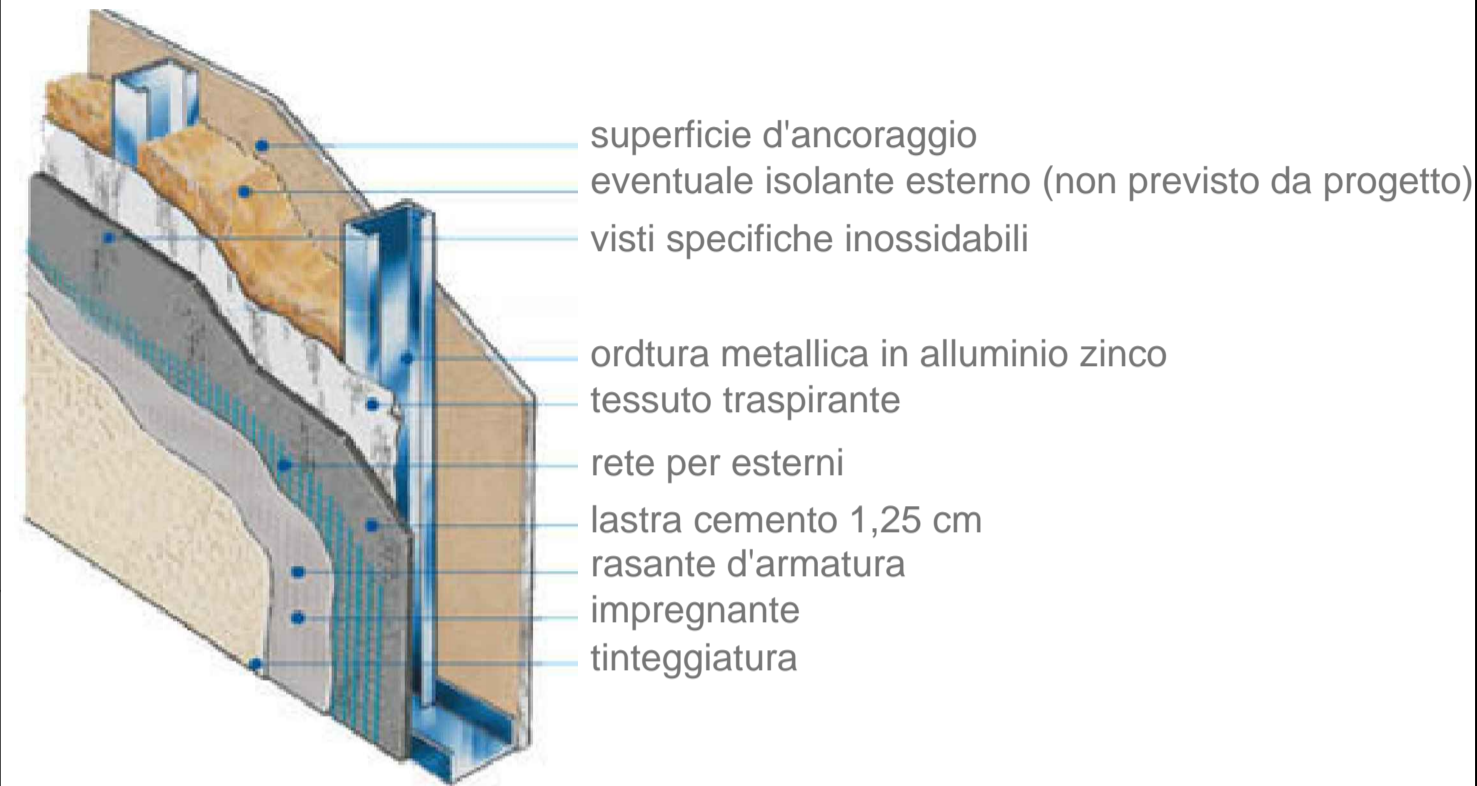 superficie d'ancoraggio
eventuale isolante esterno (non previsto da progetto)
visti specifiche inossidabili
ordtura metallica in alluminio zinco
tessuto traspirante
rete per esterni
lastra cemento 1,25 cm
rasante d'armatura
impregnante
tinteggiatura